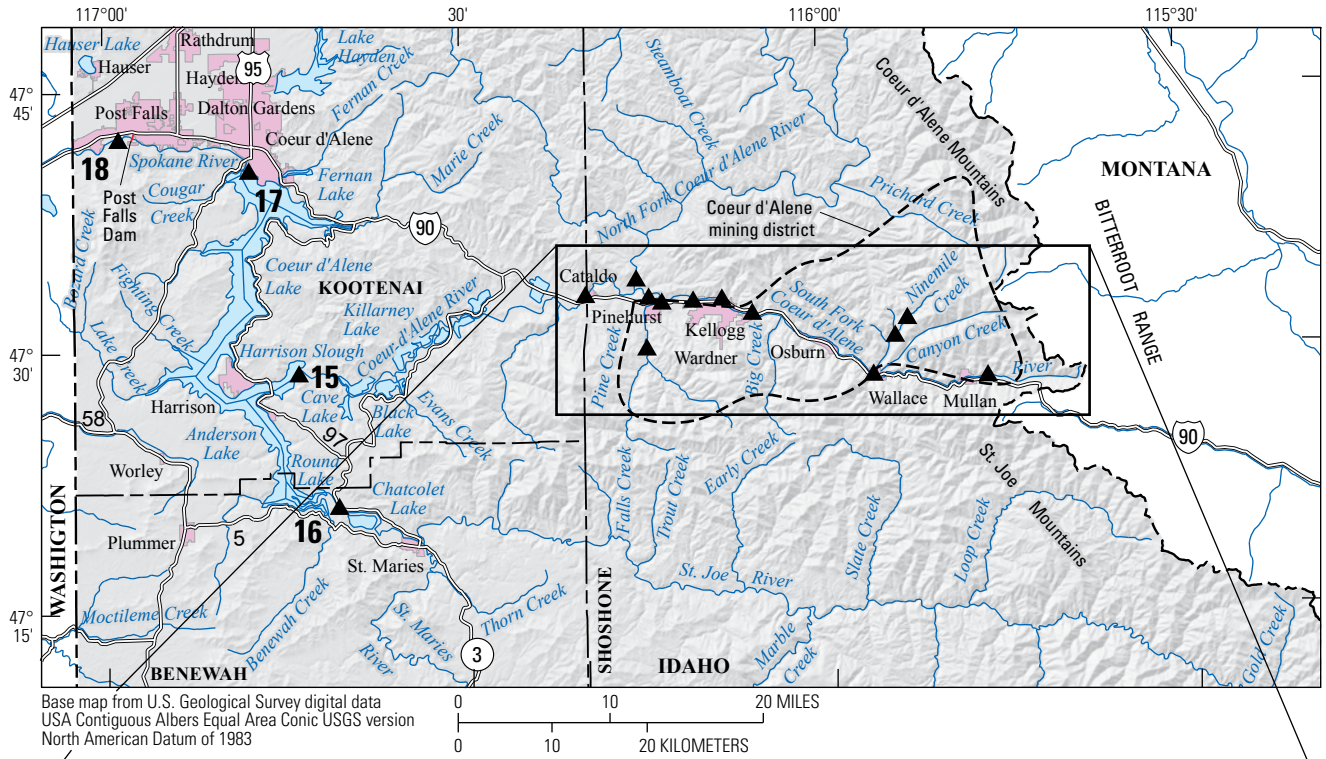 117°00'
30'
116°00'
115°30'
47°
45'
47°
30'
47°
15'
Hauser Lake
Rathdrum
Lake
Hayden
Hauser
Hayden
95
Fernan Creek
Steamboat Creek
Coeur d'Alene Mountains
Post Falls
Dalton Gardens
Coeur d'Alene
Marie Creek
MONTANA
18
Spokane River
Fernan
Lake
North Fork Coeur d'Alene River
Prichard Creek
Post
Falls
Dam
Cougar
Creek
17
90
Coeur d'Alene
mining district
BITTERROOT RANGE
Bozard Creek
Fighting Creek
Coeur d'Alene
Lake
KOOTENAI
Cataldo
Killarney
Lake
Coeur-d'Alene River
Pinehurst
Kellogg
South Fork
Coeur d'Alene
River
Ninemile
Creek
Canyon Creek
Lake Creek
Harrison Slough
15
Pine Creek
Wardner
Big Creek
Osburn
Harrison
Cave
Lake
Black
Lake
Evans Creek
Wallace
Mullan
58
97
90
Anderson
Lake
Worley
Round
Lake
Chatcolet
Lake
Early Creek
St. Joe
Mountains
WASHIGTON
16
Falls Creek
Trout Creek
Slate Creek
Loop Creek
Plummer
5
St. Maries
St. Joe River
Moctileme Creek
Benewah Creek
St. Maries
River
Thorn Creek
Marble
Creek
Gold Creek
3
SHOSHONE
IDAHO
BENEWAH
Base map from U.S. Geological Survey digital data
USA Contiguous Albers Equal Area Conic USGS version
North American Datum of 1983
0 10 20 MILES
0 10 20 KILOMETERS